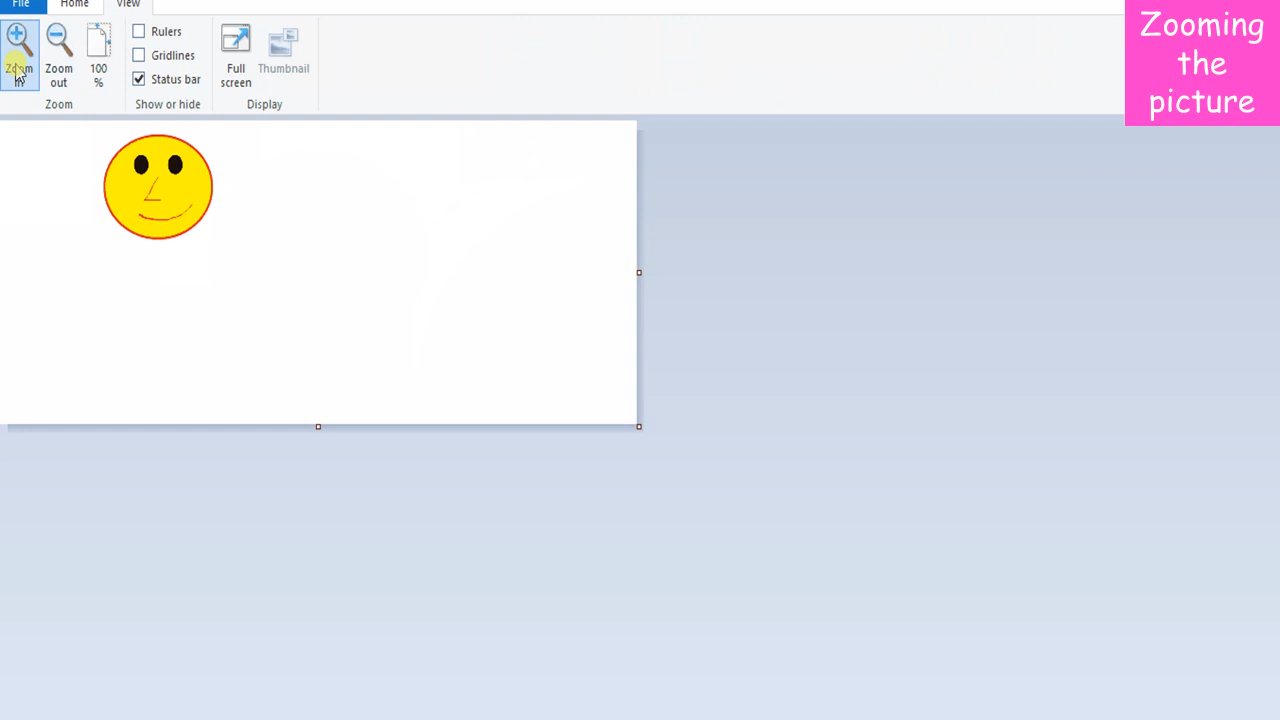 File Home View
Zoom in
Zoom out
100 %
Rulers
Gridlines
Status bar
Full screen
Thumbnail
Zoom
Show or hide
Display
Zooming
the
picture